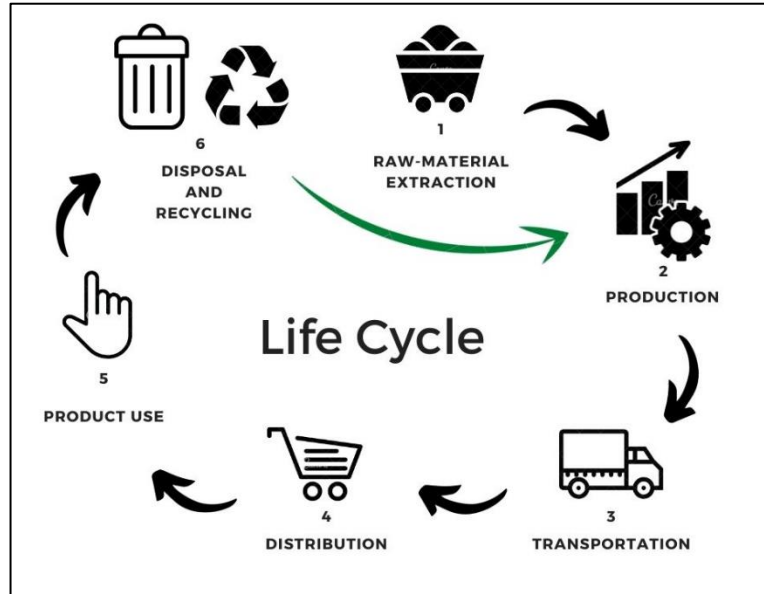 1
RAW-MATERIAL
EXTRACTION
2
PRODUCTION
3
TRANSPORTATION
4
DISTRIBUTION
5
PRODUCT USE
6
DISPOSAL
AND
RECYCLING
Life Cycle